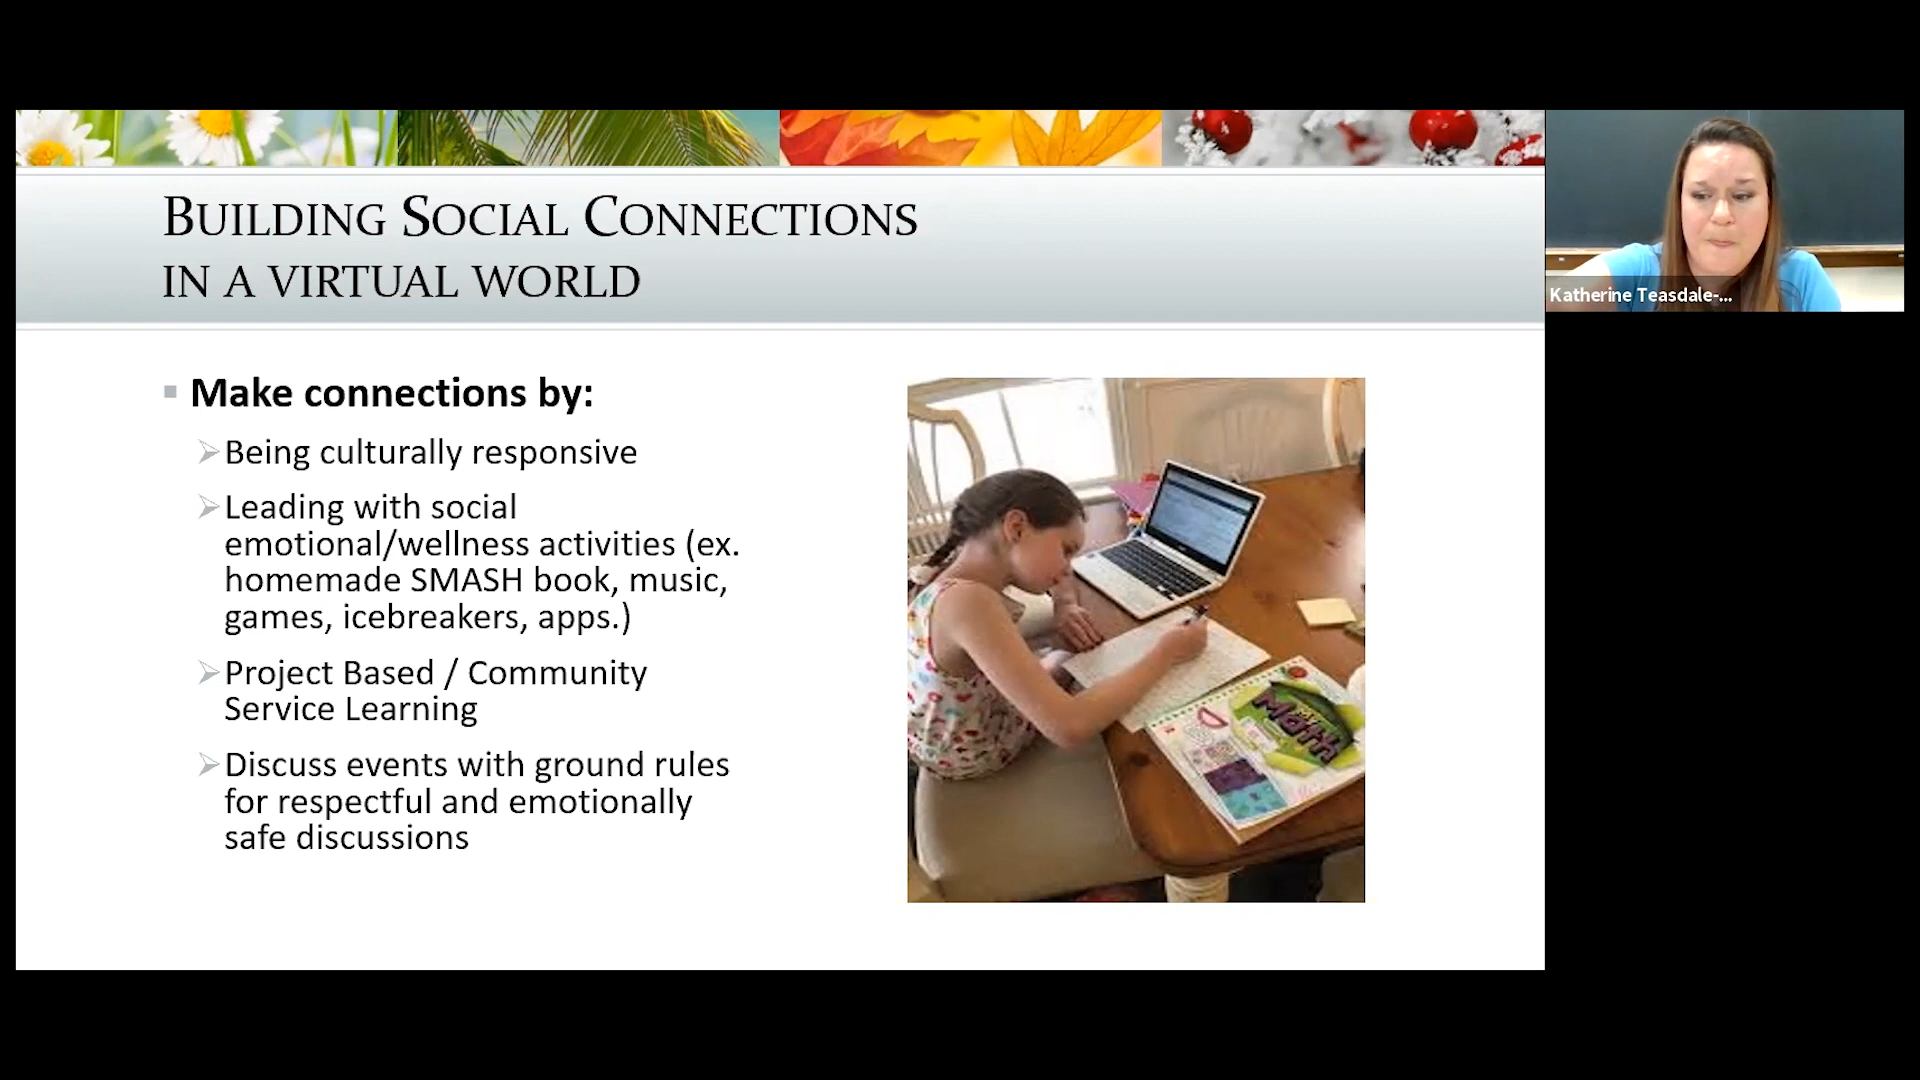 BUILDING SOCIAL CONNECTIONS
IN A VIRTUAL WORLD
Katherine Teasdale-...
Make connections by:
Being culturally responsive
Leading with social
emotional/wellness activities (ex.
homemade SMASH book, music,
games, icebreakers, apps.)
Project Based / Community
Service Learning
Discuss events with ground rules
for respectful and emotionally
safe discussions
Math